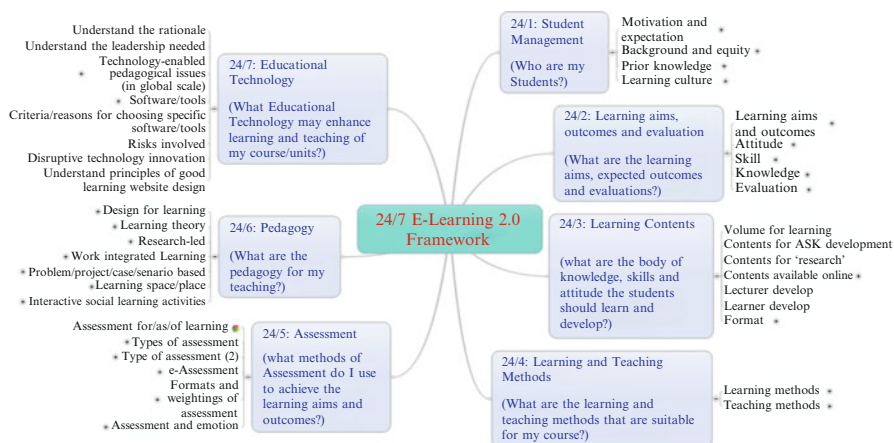 24/7 E-Learning 2.0
Framework
24/1: Student
Management
(Who are my
Students?)
Motivation and
expectation
Background and equity
Prior knowledge
Learning culture
24/2: Learning aims,
outcomes and evaluation
(What are the learning
aims, expected outcomes
and evaluations?)
Learning aims
and outcomes
Attitude
Skill
Knowledge
Evaluation
24/3: Learning Contents
(what are the body of
knowledge, skills and
attitude the students
should learn and
develop?)
Volume for learning
Contents for ASK development
Contents for ‘research’
Contents available online
Lecturer develop
Learner develop
Format
24/4: Learning and Teaching
Methods
(What are the learning and
teaching methods that are suitable
for my course?)
Learning methods
Teaching methods
24/5: Assessment
(what methods of
Assessment do I use
to achieve the
learning aims and
outcomes?)
Assessment for/as/of learning
Types of assessment
Type of assessment (2)
e-Assessment
Formats and
weightings of
assessment
Assessment and emotion
24/6: Pedagogy
(What are the
pedagogy for my
teaching?)
Design for learning
Learning theory
Research-led
Work integrated Learning
Problem/project/case/senario based
Learning space/place
Interactive social learning activities
24/7: Educational
Technology
(What Educational
Technology may enhance
learning and teaching of
my course/units?)
Understand the rationale
Understand the leadership needed
Technology-enabled
pedagogical issues
(in global scale)
Software/tools
Criteria/reasons for choosing specific
software/tools
Risks involved
Disruptive technology innovation
Understand principles of good
learning website design